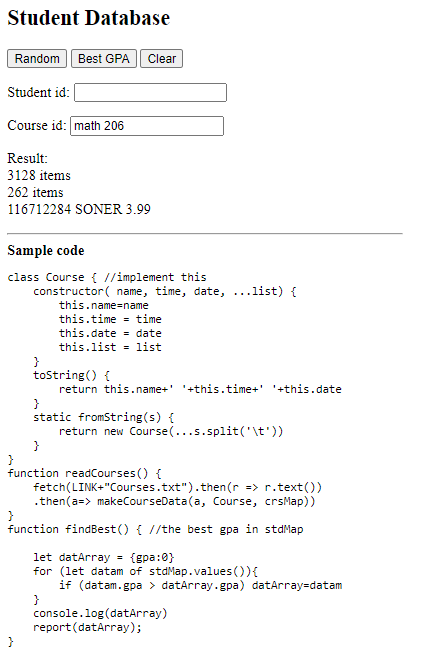 Student Database
Random Best GPA Clear
Student id:
Course id: math 206
Result:
3128 items
262 items
116712284 SONER 3.99
Sample code
class Course { //implement this
    constructor( name, time, date, ...list) {
        this.name=name
        this.time = time
        this.date = date
        this.list = list
    }
    toString() {
        return this.name+' '+this.time+' '+this.date
    }
    static fromString(s) {
        return new Course(...s.split('\t'))
    }
}
function readCourses() {
    fetch(LINK+"Courses.txt").then(r => r.text())
    .then(a=> makeCourseData(a, Course, crsMap))
}
function findBest() { //the best gpa in stdMap
    let datArray = {gpa:0}
    for (let datam of stdMap.values()){
        if (datam.gpa > datArray.gpa) datArray=datam
    }
    console.log(datArray)
    report(datArray);
}